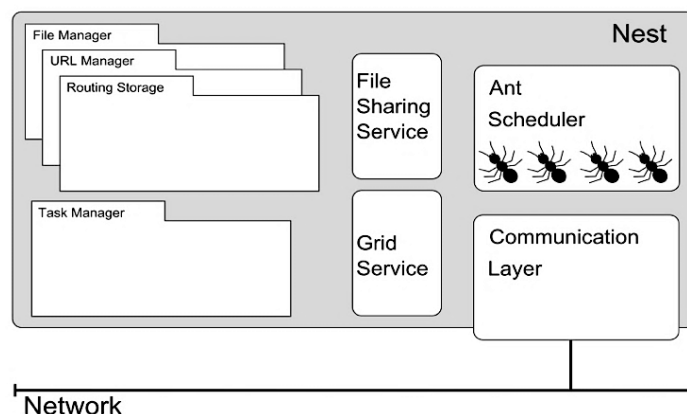 Nest
File Manager
URL Manager
Routing Storage
Task Manager
File
Sharing
Service
Grid
Service
Ant
Scheduler
Communication
Layer
Network